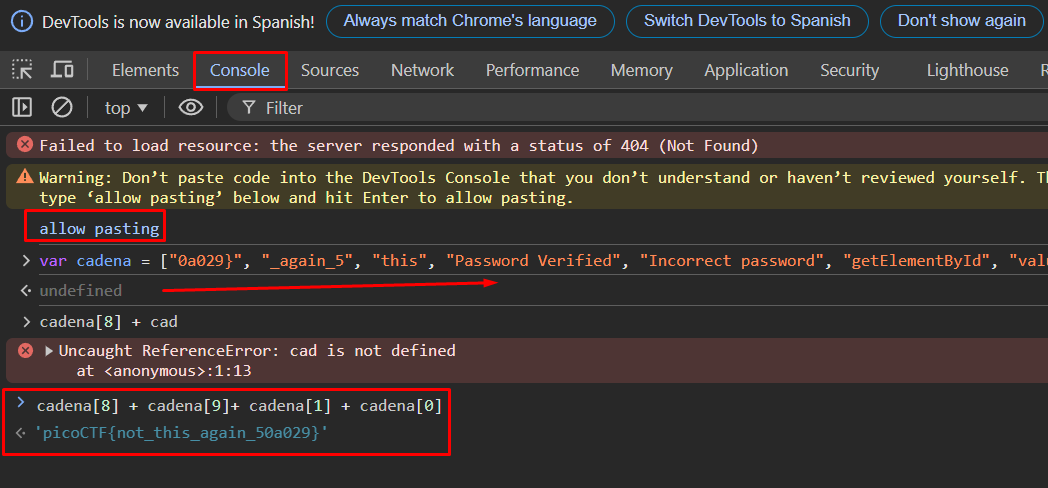 DevTools is now available in Spanish! Always match Chrome's language Switch DevTools to Spanish Don't show again
Elements Console Sources Network Performance Memory Application Security Lighthouse
top Filter
Failed to load resource: the server responded with a status of 404 (Not Found)
Warning: Don’t paste code into the DevTools Console that you don’t understand or haven’t reviewed yourself.
type ‘allow pasting’ below and hit Enter to allow pasting.
allow pasting
var cadena = ["0a029}", "_again_5", "this", "Password Verified", "Incorrect password", "getElementById", "valu
undefined
cadena[8] + cad
Uncaught ReferenceError: cad is not defined
at <anonymous>:1:13
cadena[8] + cadena[9]+ cadena[1] + cadena[0]
'picoCTF{not_this_again_50a029}'